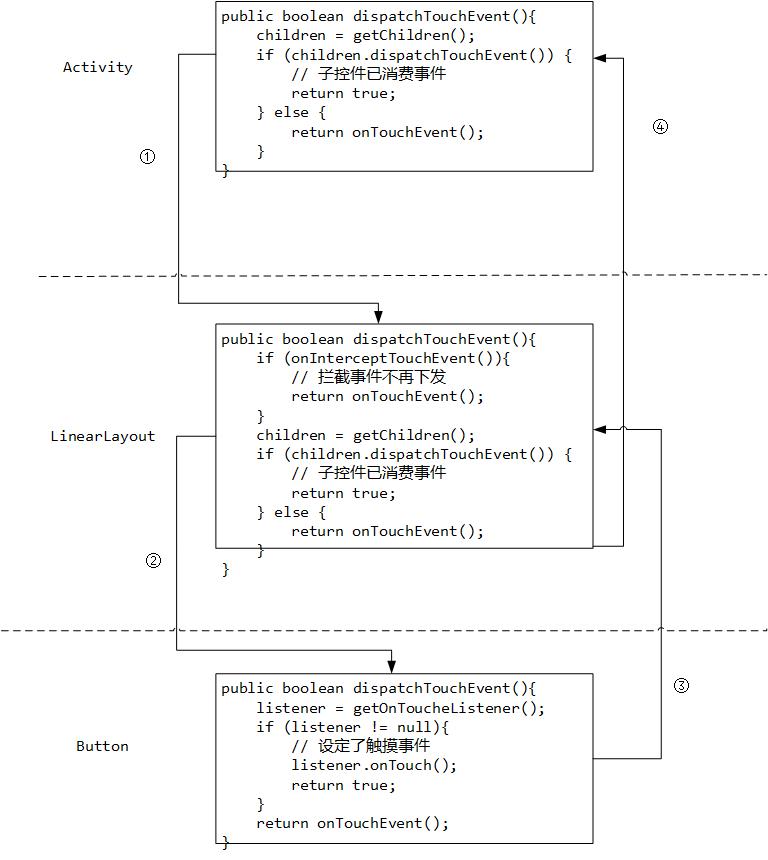 public boolean dispatchTouchEvent(){
children = getChildren();
if (children.dispatchTouchEvent()) {
Activity
// 子控件已消费事件
return true;
} else {
④
return onTouchEvent();
①
}
}
public boolean dispatchTouchEvent(){
if (onInterceptTouchEvent()){
// 拦截事件不再下发
return onTouchEvent();
}
LinearLayout
children = getChildren();
if (children.dispatchTouchEvent()) {
// 子控件已消费事件
return true;
} else {
return onTouchEvent();
}
②
}
public boolean dispatchTouchEvent(){
③
listener = getOnToucheListener();
if (listener != null){
Button
// 设定了触摸事件
listener.onTouch();
return true;
}
return onTouchEvent();
}